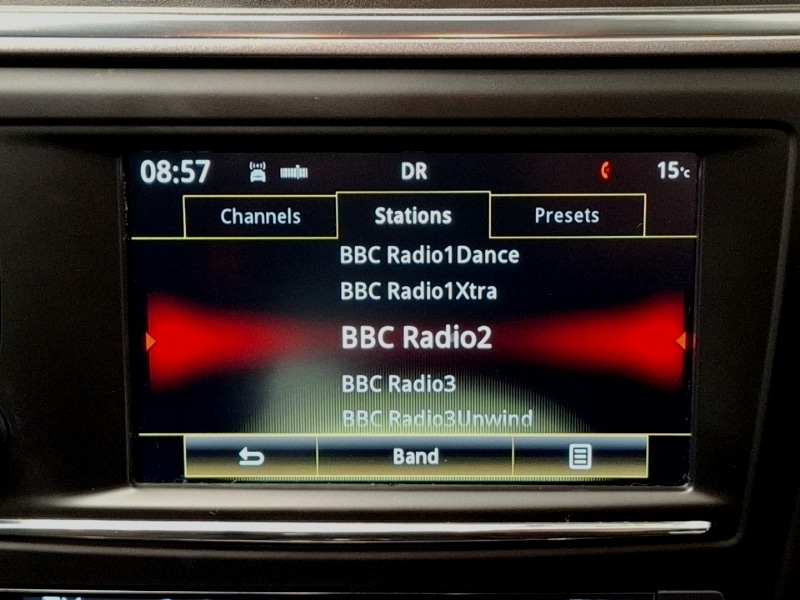 08:57 DR 15°C
Channels Stations Presets
BBC Radio1Dance
BBC Radio1Xtra
BBC Radio2
BBC Radio3
BBC Radio3Unwind
Band